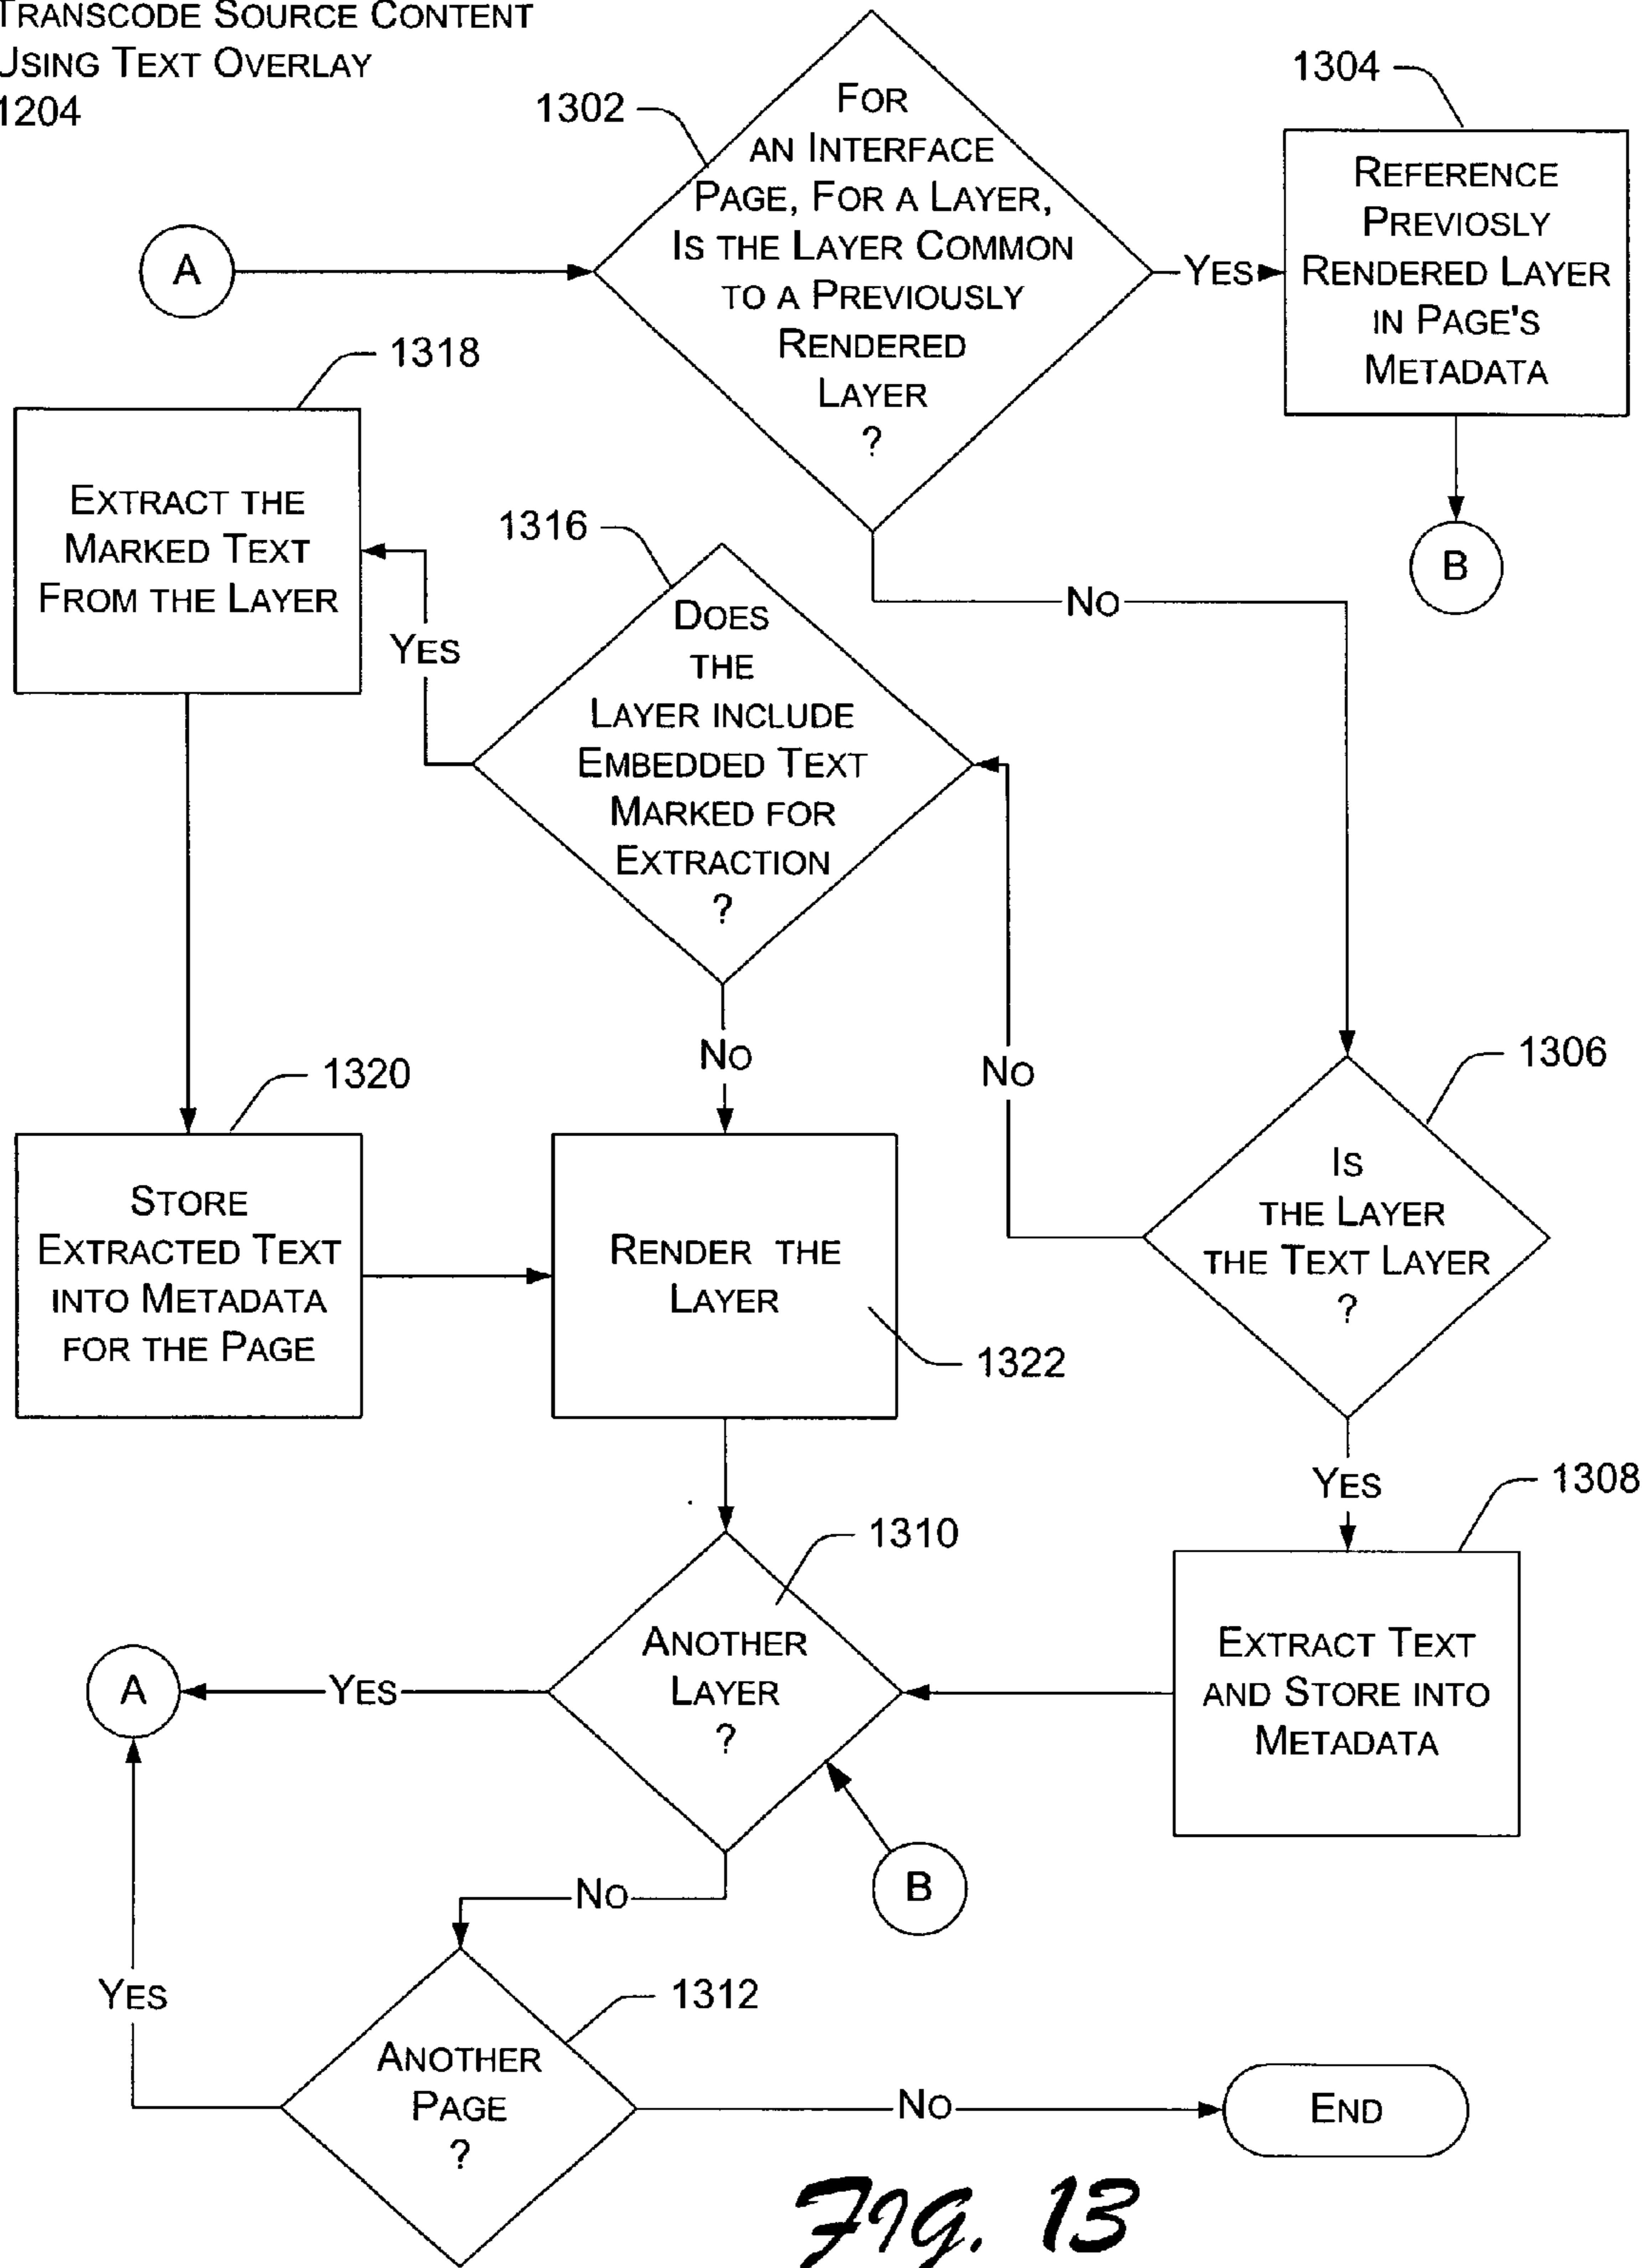 TRANSCODE SOURCE CONTENT
USING TEXT OVERLAY
1204
1302
FOR
AN INTERFACE
PAGE, FOR A LAYER,
IS THE LAYER COMMON
TO A PREVIOUSLY
RENDERED
LAYER
?
YES
1304
REFERENCE
PREVIOSLY
RENDERED LAYER
IN PAGE'S
METADATA
A
B
NO
1318
EXTRACT THE
MARKED TEXT
FROM THE LAYER
YES
1316
DOES
THE
LAYER INCLUDE
EMBEDDED TEXT
MARKED FOR
EXTRACTION
?
NO
NO
1306
IS
THE LAYER
THE TEXT LAYER
?
1320
STORE
EXTRACTED TEXT
INTO METADATA
FOR THE PAGE
RENDER THE
LAYER
1322
YES
1308
EXTRACT TEXT
AND STORE INTO
METADATA
1310
ANOTHER
LAYER
?
YES
A
B
NO
YES
1312
ANOTHER
PAGE
?
NO
END
FIG. 13